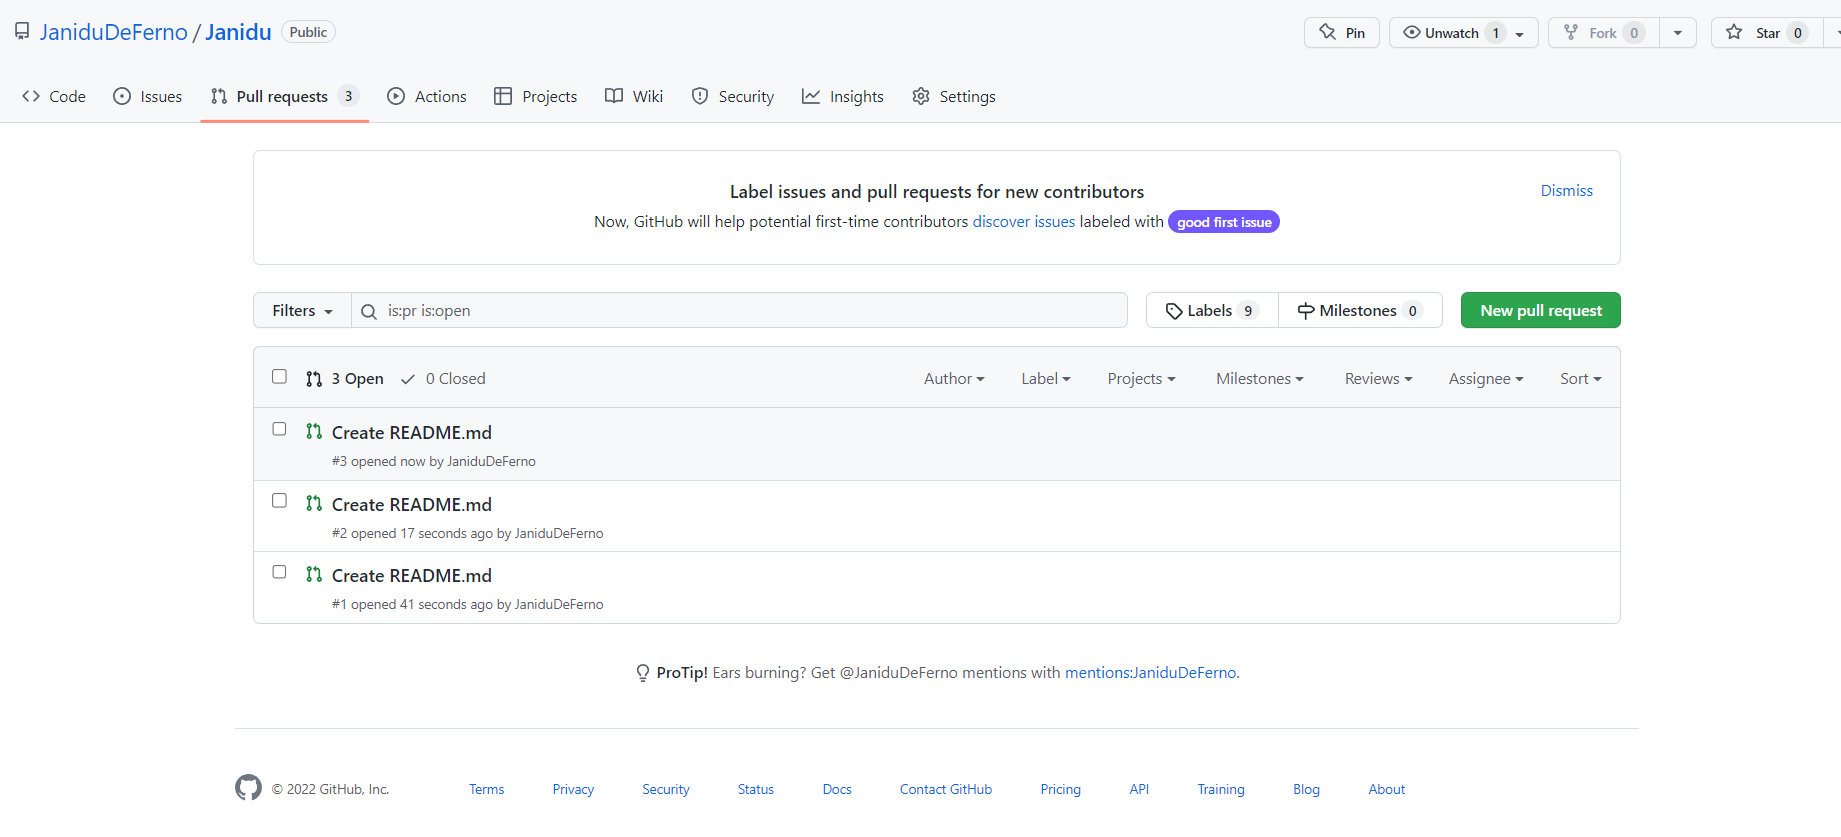 JaniduDeFerno / Janidu Public Pin Unwatch 1 Fork 0 Star 0
Code Issues Pull requests 3 Actions Projects Wiki Security Insights Settings
Label issues and pull requests for new contributors Dismiss
Now, GitHub will help potential first-time contributors discover issues labeled with good first issue
Filters is:pr is:open Labels 9 Milestones 0 New pull request
3 Open 0 Closed Author Label Projects Milestones Reviews Assignee Sort
Create README.md
#3 opened now by JaniduDeFerno
Create README.md
#2 opened 17 seconds ago by JaniduDeFerno
Create README.md
#1 opened 41 seconds ago by JaniduDeFerno
ProTip! Ears burning? Get @JaniduDeFerno mentions with mentions:JaniduDeFerno.
© 2022 GitHub, Inc. Terms Privacy Security Status Docs Contact GitHub Pricing API Training Blog About